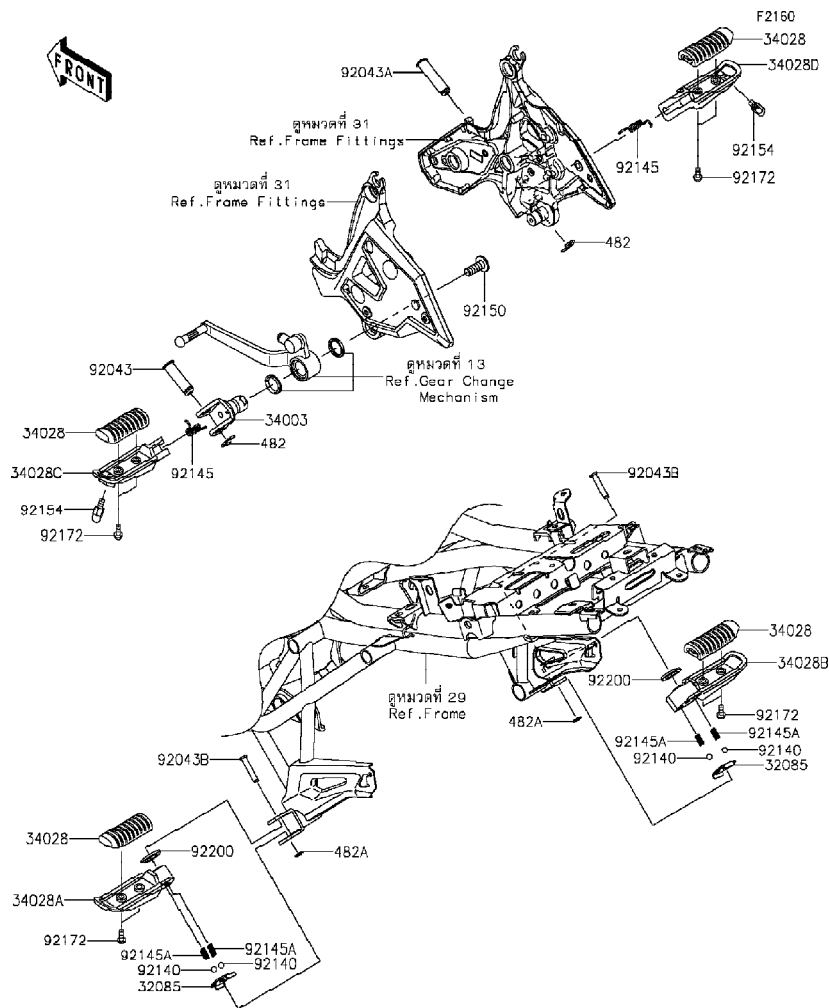 F2160
34028
34028D
92043A
FRONT
ดูหมวดที่ 31
Ref.Frame Fittings
92154
92145
92172
ดูหมวดที่ 31
Ref.Frame Fittings
482
92150
92043
ดูหมวดที่ 13
Ref.Gear Change
Mechanism
34003
34028
482
92145
34028C
92043B
92154
92172
34028
34028B
92200
ดูหมวดที่ 29
Ref.Frame
482A
92172
92145A
92145A
92140
92140
32085
92043B
34028
92200
482A
34028A
92172
92145A
92145A
92140
92140
32085